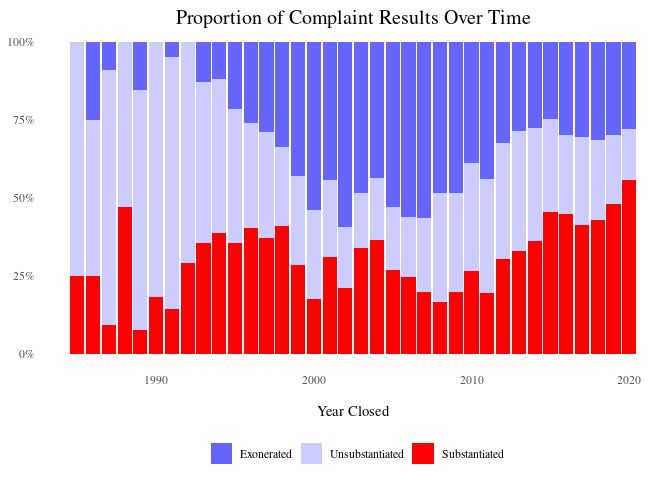 Proportion of Complaint Results Over Time
100%
75%
50%
25%
0%
1990 2000 2010 2020
Year Closed
Exonerated Unsubstantiated Substantiated